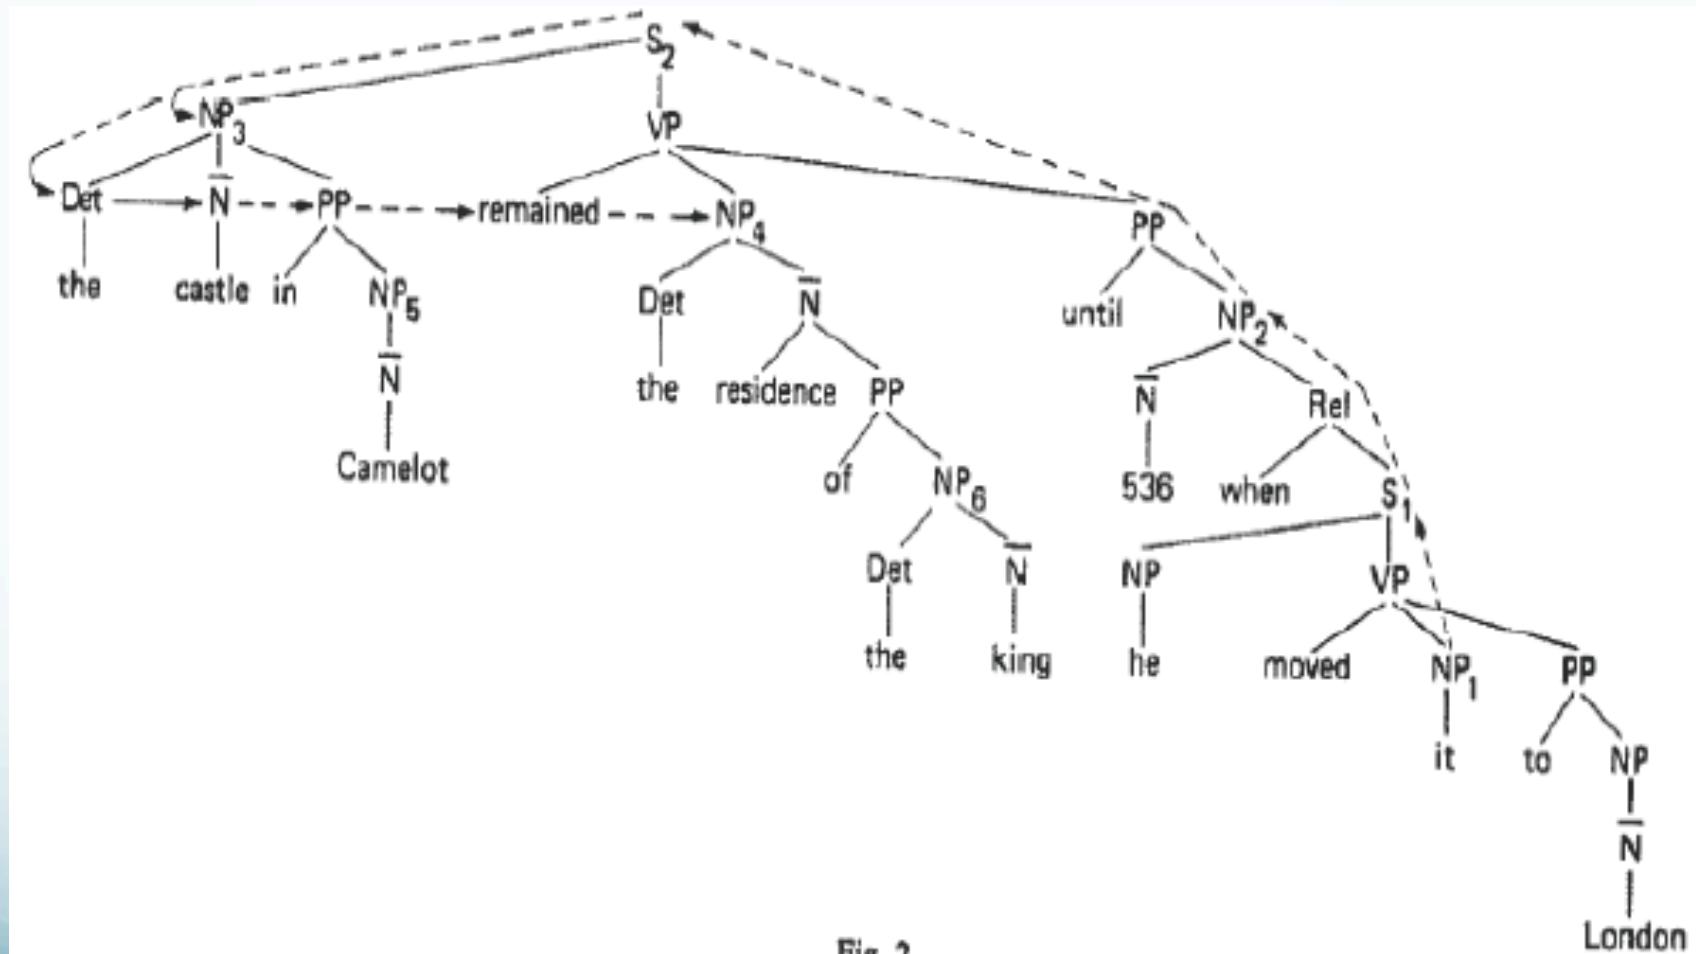 S2
NP3 VP
Det N̅ PP remained NP4 PP
the castle in NP5 Det N̅ until NP2
N̅ the residence PP N̅ Rel
Camelot of NP6 536 when S1
Det N̅ NP VP
the king he moved NP1 PP
it to NP
N̅
London
Fig. 2